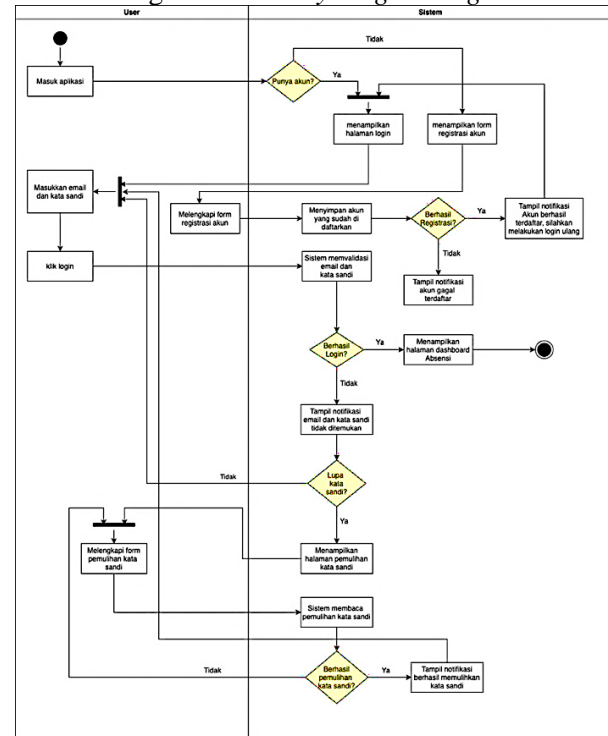 User
Sistem
Tidak
Masuk aplikasi
Punya akun?
Ya
menampilkan
halaman login
menampilkan form
registrasi akun
Masukkan email
dan kata sandi
Melengkapi form
registrasi akun
Menyimpan akun
yang sudah di
daftarkan
Berhasil
Registrasi?
Ya
Tampil notifikasi
Akun berhasil
terdaftar, silahkan
melakukan login ulang
Tidak
klik login
Sistem memvalidasi
email dan
kata sandi
Tampil notifikasi
akun gagal
terdaftar
Berhasil
Login?
Ya
Menampilkan
halaman dashboard
Absensi
Tidak
Tampil notifikasi
email dan kata sandi
tidak ditemukan
Tidak
Lupa
kata
sandi?
Ya
Melengkapi form
pemulihan kata
sandi
Menampilkan
halaman pemulihan
kata sandi
Sistem membaca
pemulihan kata sandi
Tidak
Berhasil
pemulihan
kata sandi?
Ya
Tampil notifikasi
berhasil memulihkan
kata sandi